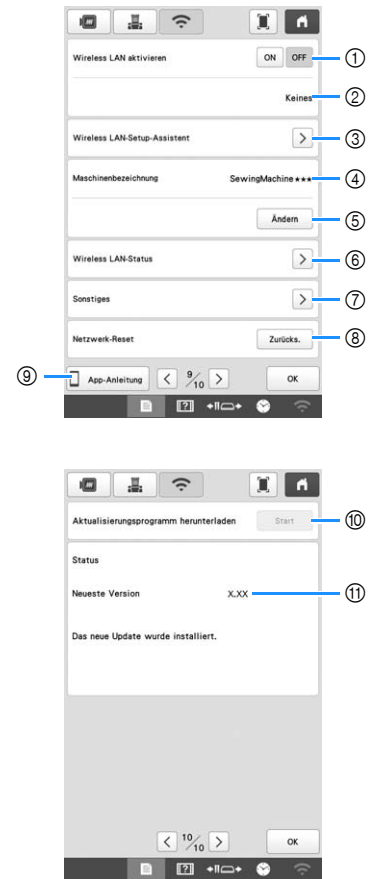 Wireless LAN aktivieren ON OFF ①
Keines ②
Wireless LAN-Setup-Assistent > ③
Maschinenbezeichnung SewingMachine★★★ ④
Ändern ⑤
Wireless LAN-Status > ⑥
Sonstiges > ⑦
Netzwerk-Reset Zurücks. ⑧
⑨ App-Anleitung < 9/10 > OK
Aktualisierungsprogramm herunterladen Start ⑩
Status
Neueste Version X.XX ⑪
Das neue Update wurde installiert.
< 10/10 > OK